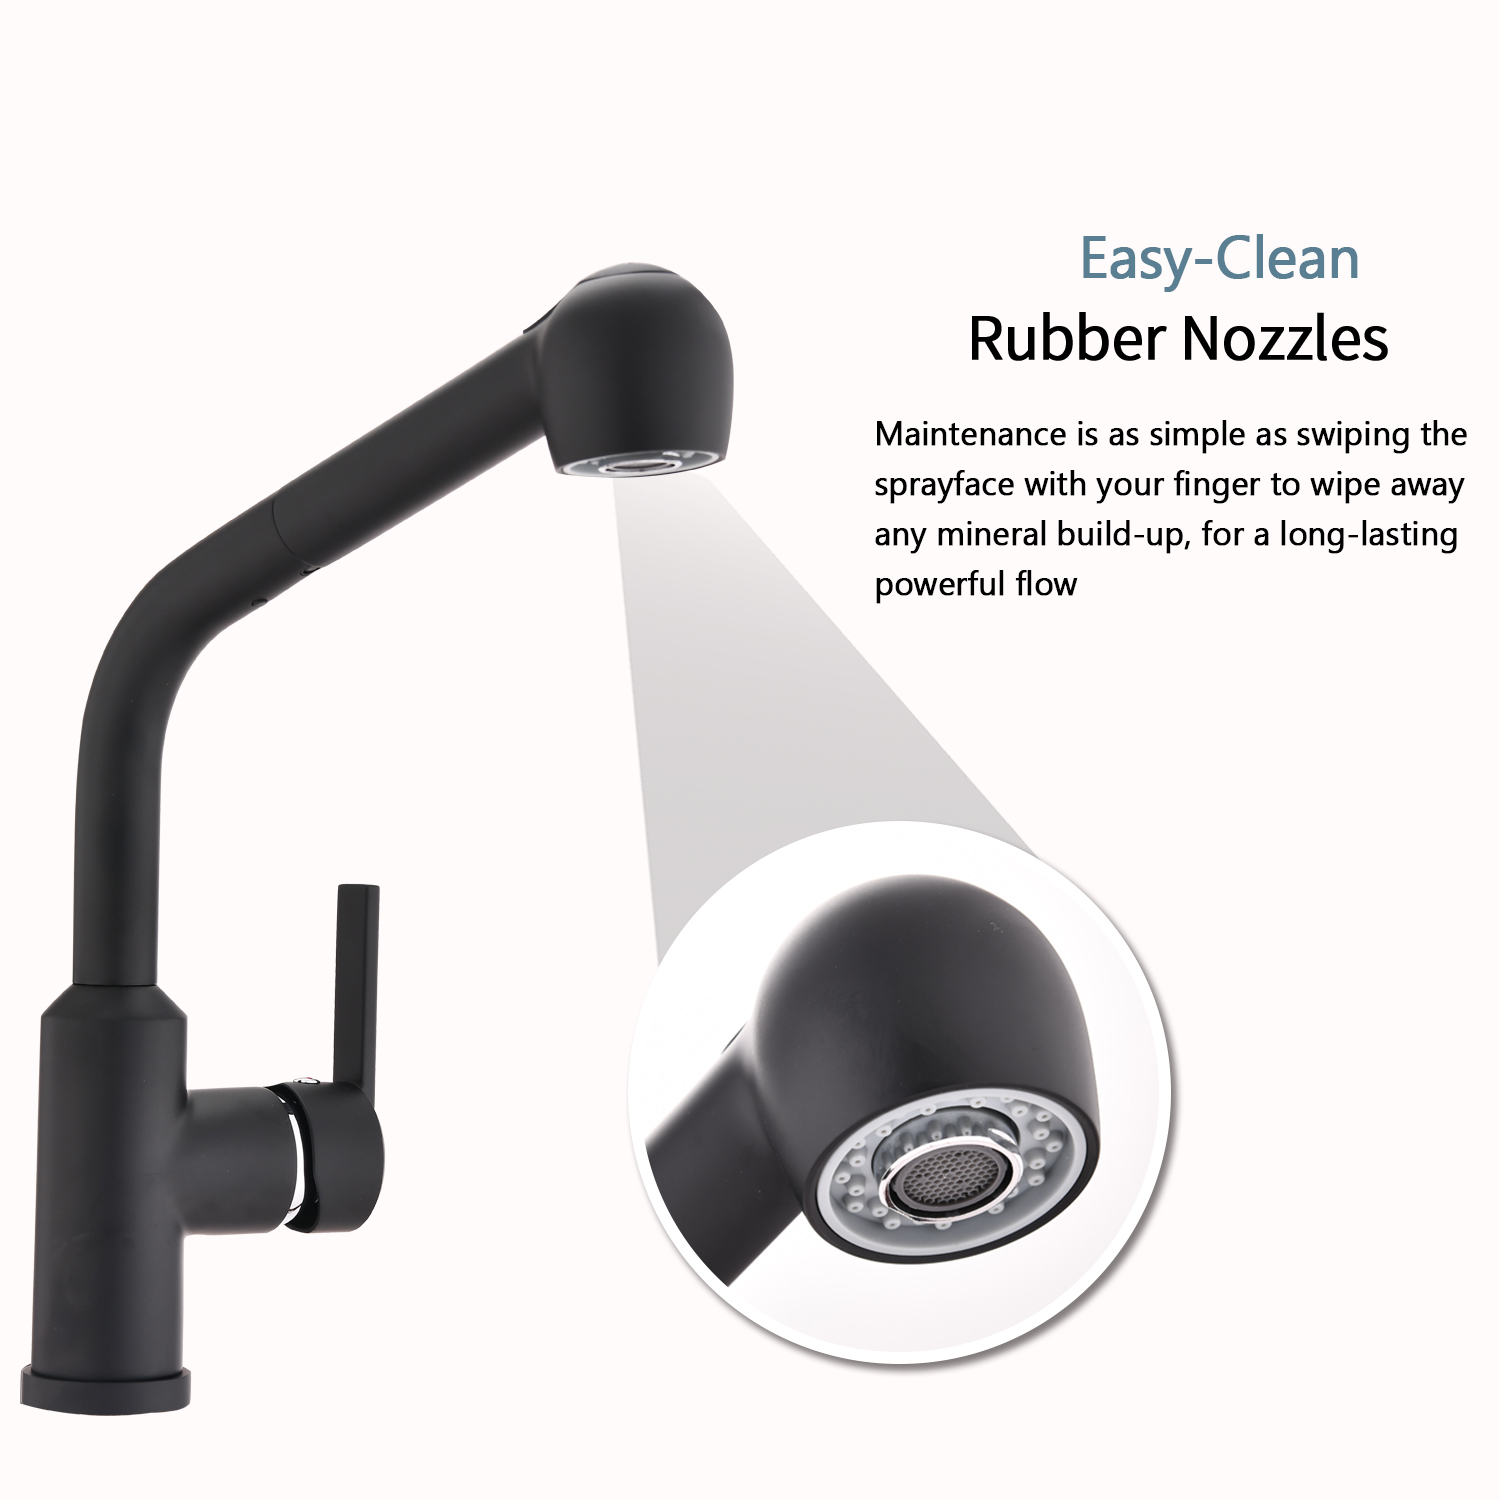 Easy-Clean
Rubber Nozzles
Maintenance is as simple as swiping the
sprayface with your finger to wipe away
any mineral build-up, for a long-lasting
powerful flow